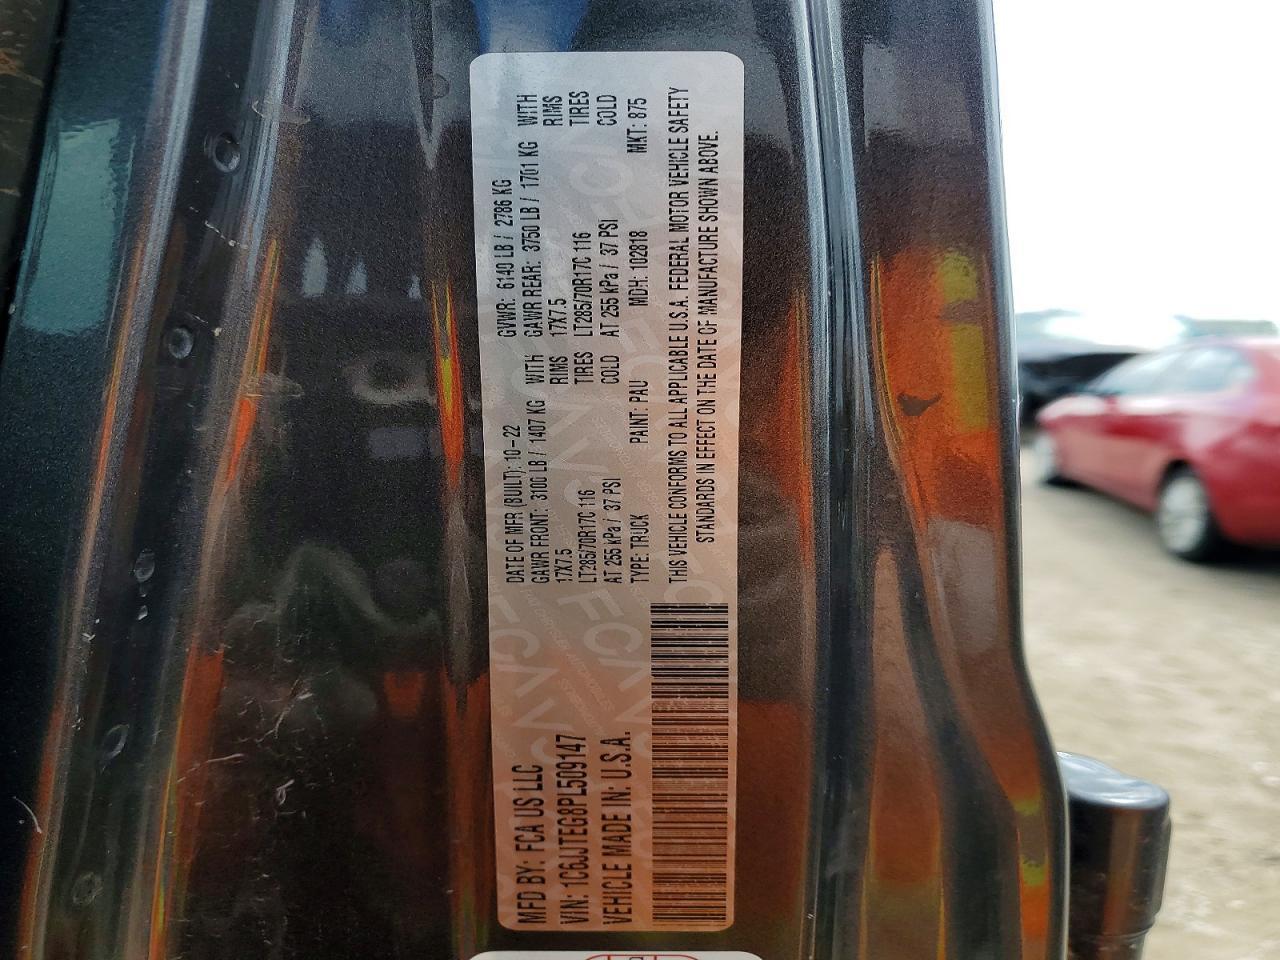 MFD BY: FCA US LLC
VIN: 1C6JJTEG8PL509147
VEHICLE MADE IN: U.S.A.
DATE OF MFR (BUILT): 10-22 GVWR: 6140 LB / 2786 KG
GAWR FRONT: 3100 LB / 1407 KG WITH GAWR REAR: 3750 LB / 1701 KG WITH
17X7.5 RIMS 17X7.5 RIMS
LT285/70R17C 116 TIRES LT285/70R17C 116 TIRES
AT 255 kPa / 37 PSI COLD AT 255 kPa / 37 PSI COLD
TYPE: TRUCK PAINT: PAU MDH: 102818 MKT: 875
THIS VEHICLE CONFORMS TO ALL APPLICABLE U.S.A. FEDERAL MOTOR VEHICLE SAFETY
STANDARDS IN EFFECT ON THE DATE OF MANUFACTURE SHOWN ABOVE.